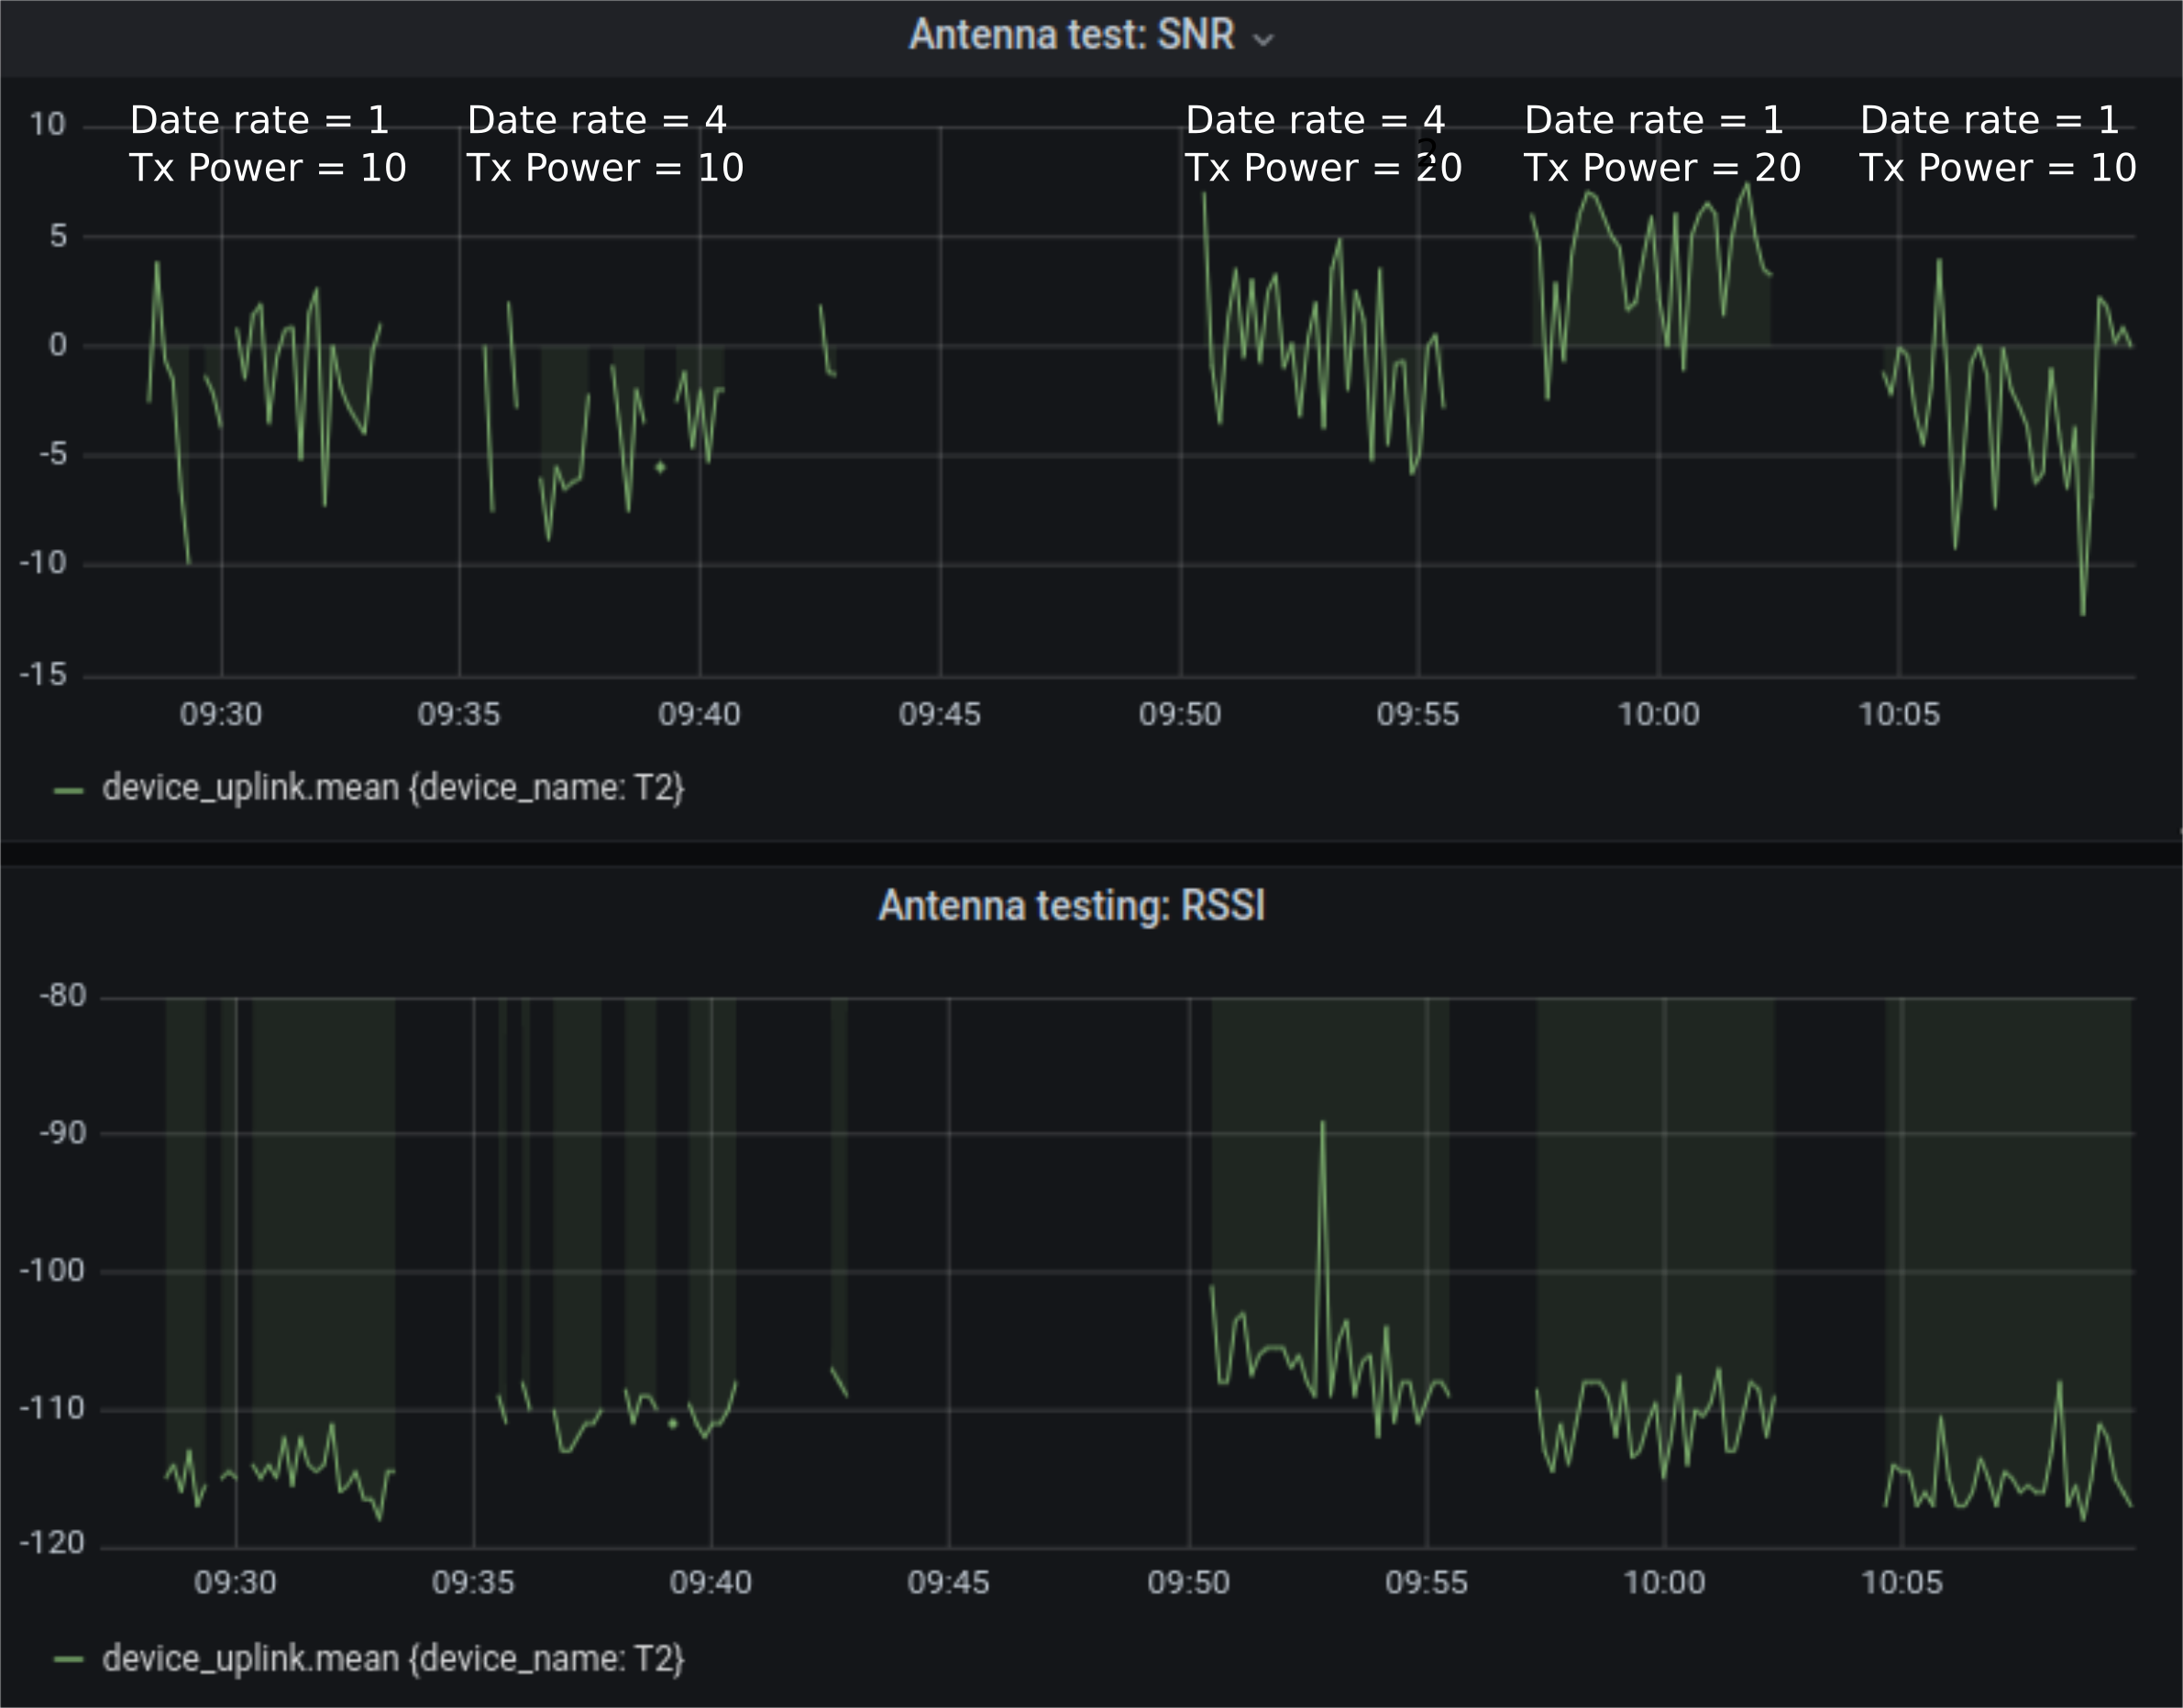 Antenna test: SNR
Date rate = 1
Tx Power = 10
Date rate = 4
Tx Power = 10
Date rate = 4
Tx Power = 20
2
Date rate = 1
Tx Power = 20
Date rate = 1
Tx Power = 10
10
5
0
-5
-10
-15
09:30 09:35 09:40 09:45 09:50 09:55 10:00 10:05
device_uplink.mean {device_name: T2}
Antenna testing: RSSI
-80
-90
-100
-110
-120
09:30 09:35 09:40 09:45 09:50 09:55 10:00 10:05
device_uplink.mean {device_name: T2}